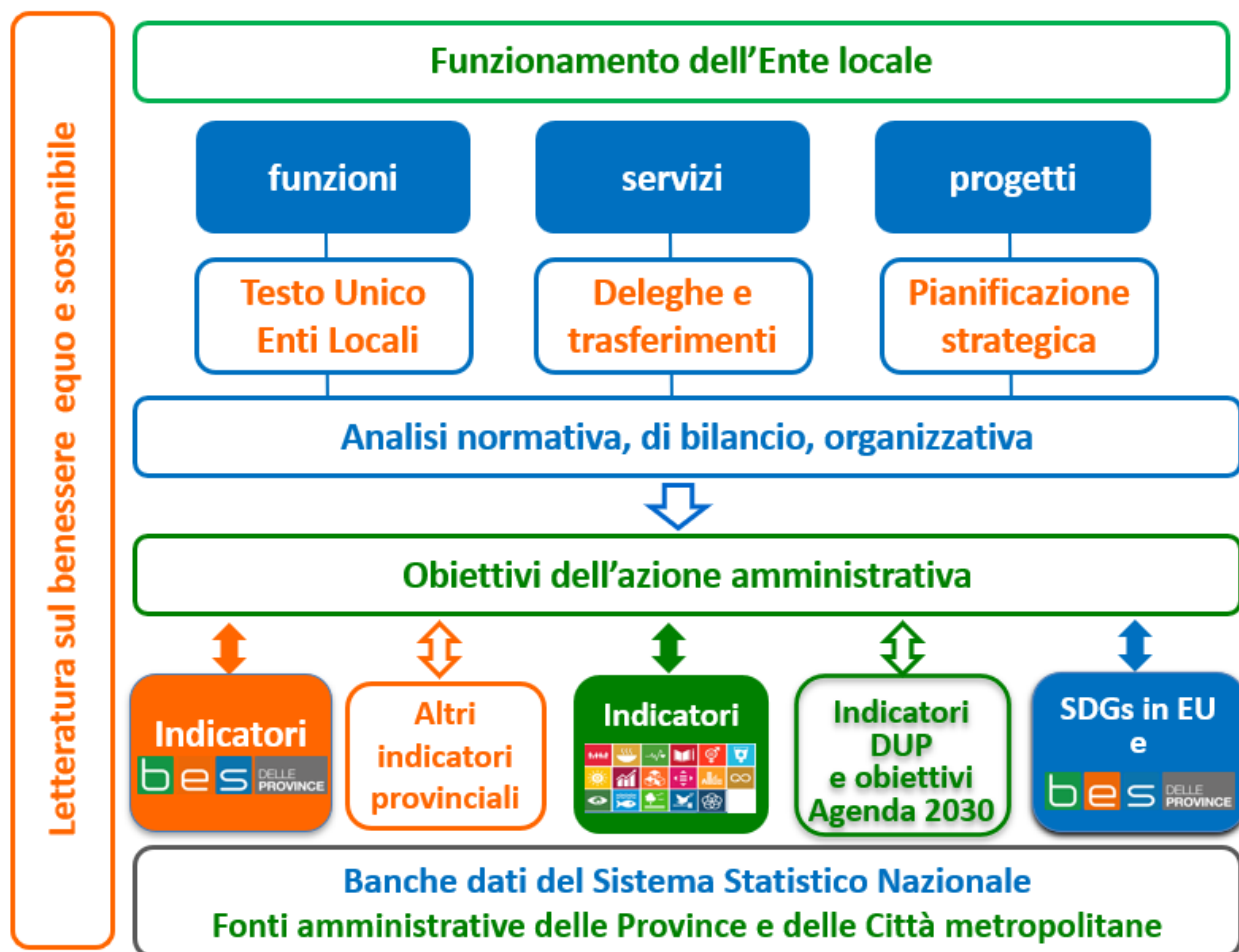 Letteratura sul benessere equo e sostenibile
Funzionamento dell'Ente locale
funzioni
servizi
progetti
Testo Unico
Enti Locali
Deleghe e
trasferimenti
Pianificazione
strategica
Analisi normativa, di bilancio, organizzativa
Obiettivi dell'azione amministrativa
Indicatori
bes DELLE
PROVINCE
Altri
indicatori
provinciali
Indicatori
Indicatori
DUP
e obiettivi
Agenda 2030
SDGs in EU
e
bes DELLE
PROVINCE
Banche dati del Sistema Statistico Nazionale
Fonti amministrative delle Province e delle Città metropolitane